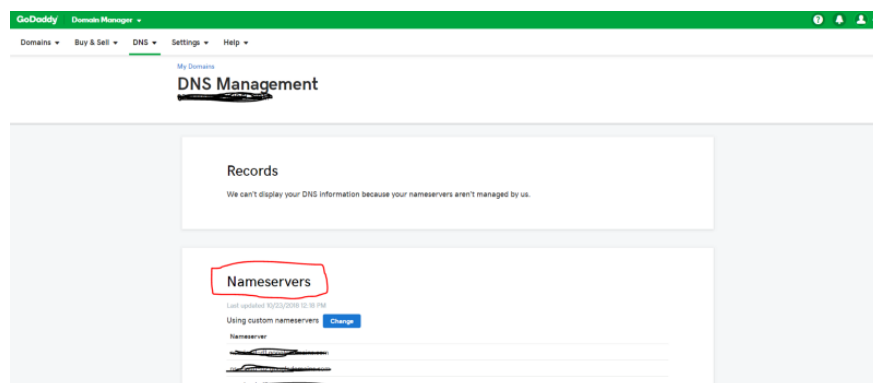 GoDaddy Domain Manager
Domains Buy & Sell DNS Settings Help
My Domains
DNS Management
Records
We can't display your DNS information because your nameservers aren't managed by us.
Nameservers
Last updated 10/23/2018 12:18 PM
Using custom nameservers Change
Nameserver